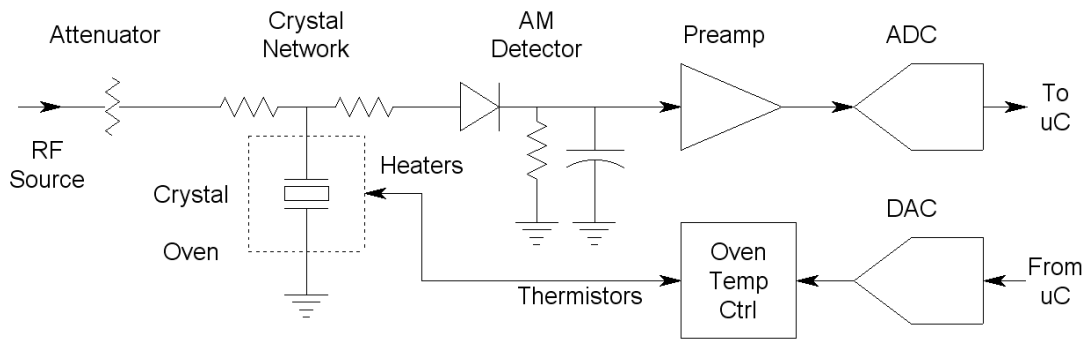 Attenuator
Crystal
Network
AM
Detector
Preamp
ADC
RF
Source
To
uC
Heaters
Crystal
Oven
Thermistors
Oven
Temp
Ctrl
DAC
From
uC